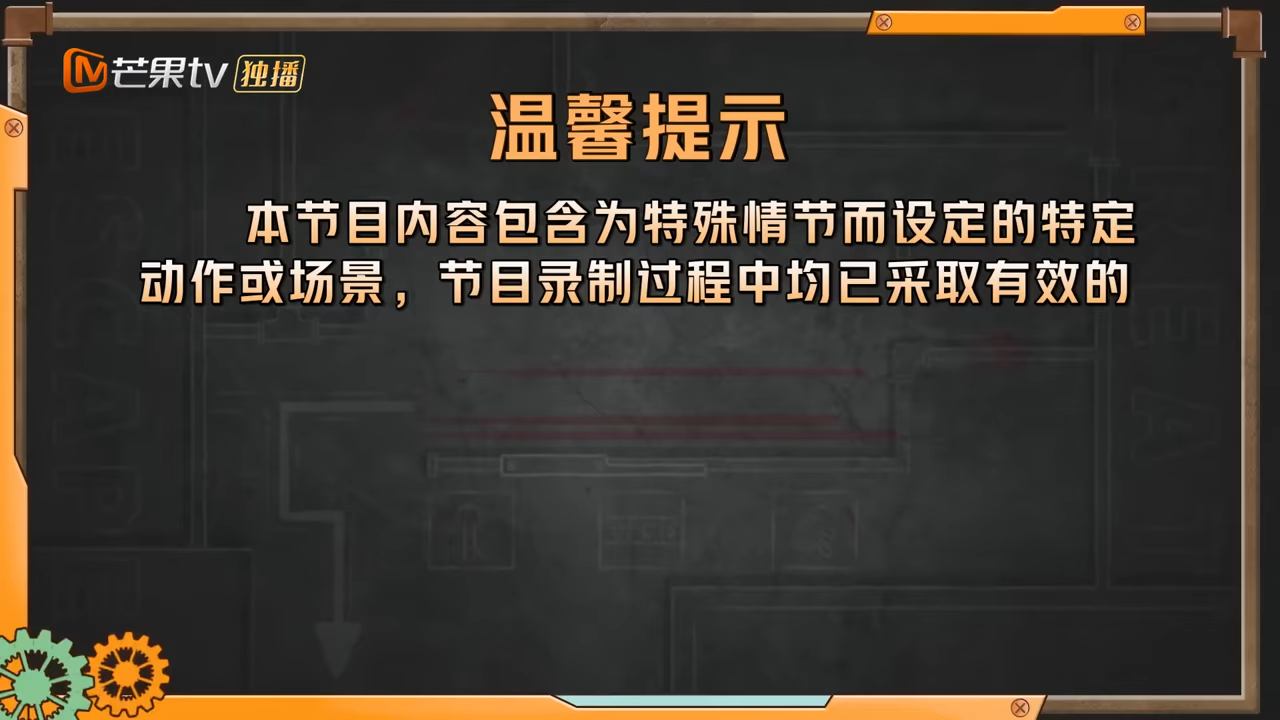 芒果tv 独播
温馨提示
本节目内容包含为特殊情节而设定的特定
动作或场景，节目录制过程中均已采取有效的
ESCAPE